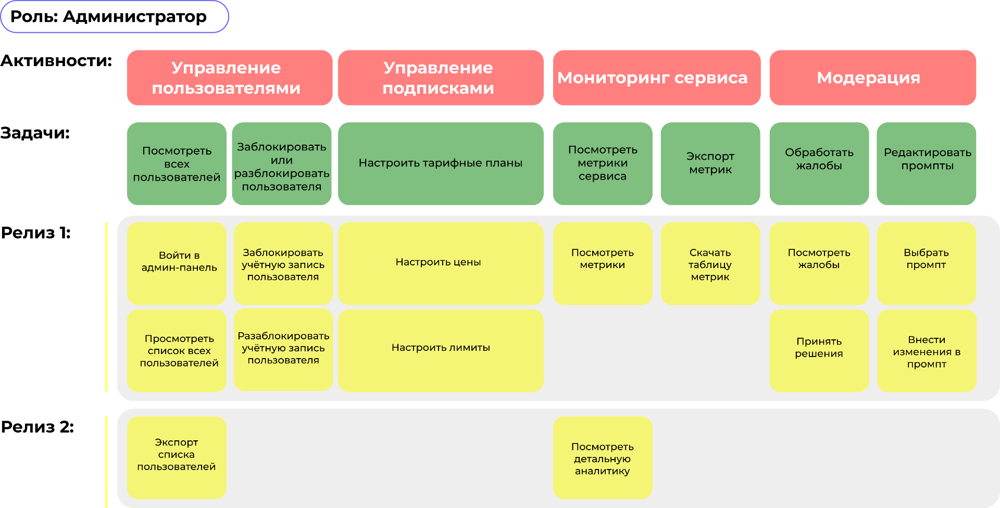 Роль: Администратор
Активности:
Управление
пользователями
Управление
подписками
Мониторинг сервиса
Модерация
Задачи:
Посмотреть
всех
пользователей
Заблокировать
или
разблокировать
пользователя
Настроить тарифные планы
Посмотреть
метрики
сервиса
Экспорт
метрик
Обработать
жалобы
Редактировать
промпты
Релиз 1:
Войти в
админ-панель
Заблокировать
учётную запись
пользователя
Настроить цены
Посмотреть
метрики
Скачать
таблицу
метрик
Посмотреть
жалобы
Выбрать
промпт
Просмотреть
список всех
пользователей
Разаблокировать
учётную запись
пользователя
Настроить лимиты
Принять
решения
Внести
изменения в
промпт
Релиз 2:
Экспорт
списка
пользователей
Посмотреть
детальную
аналитику